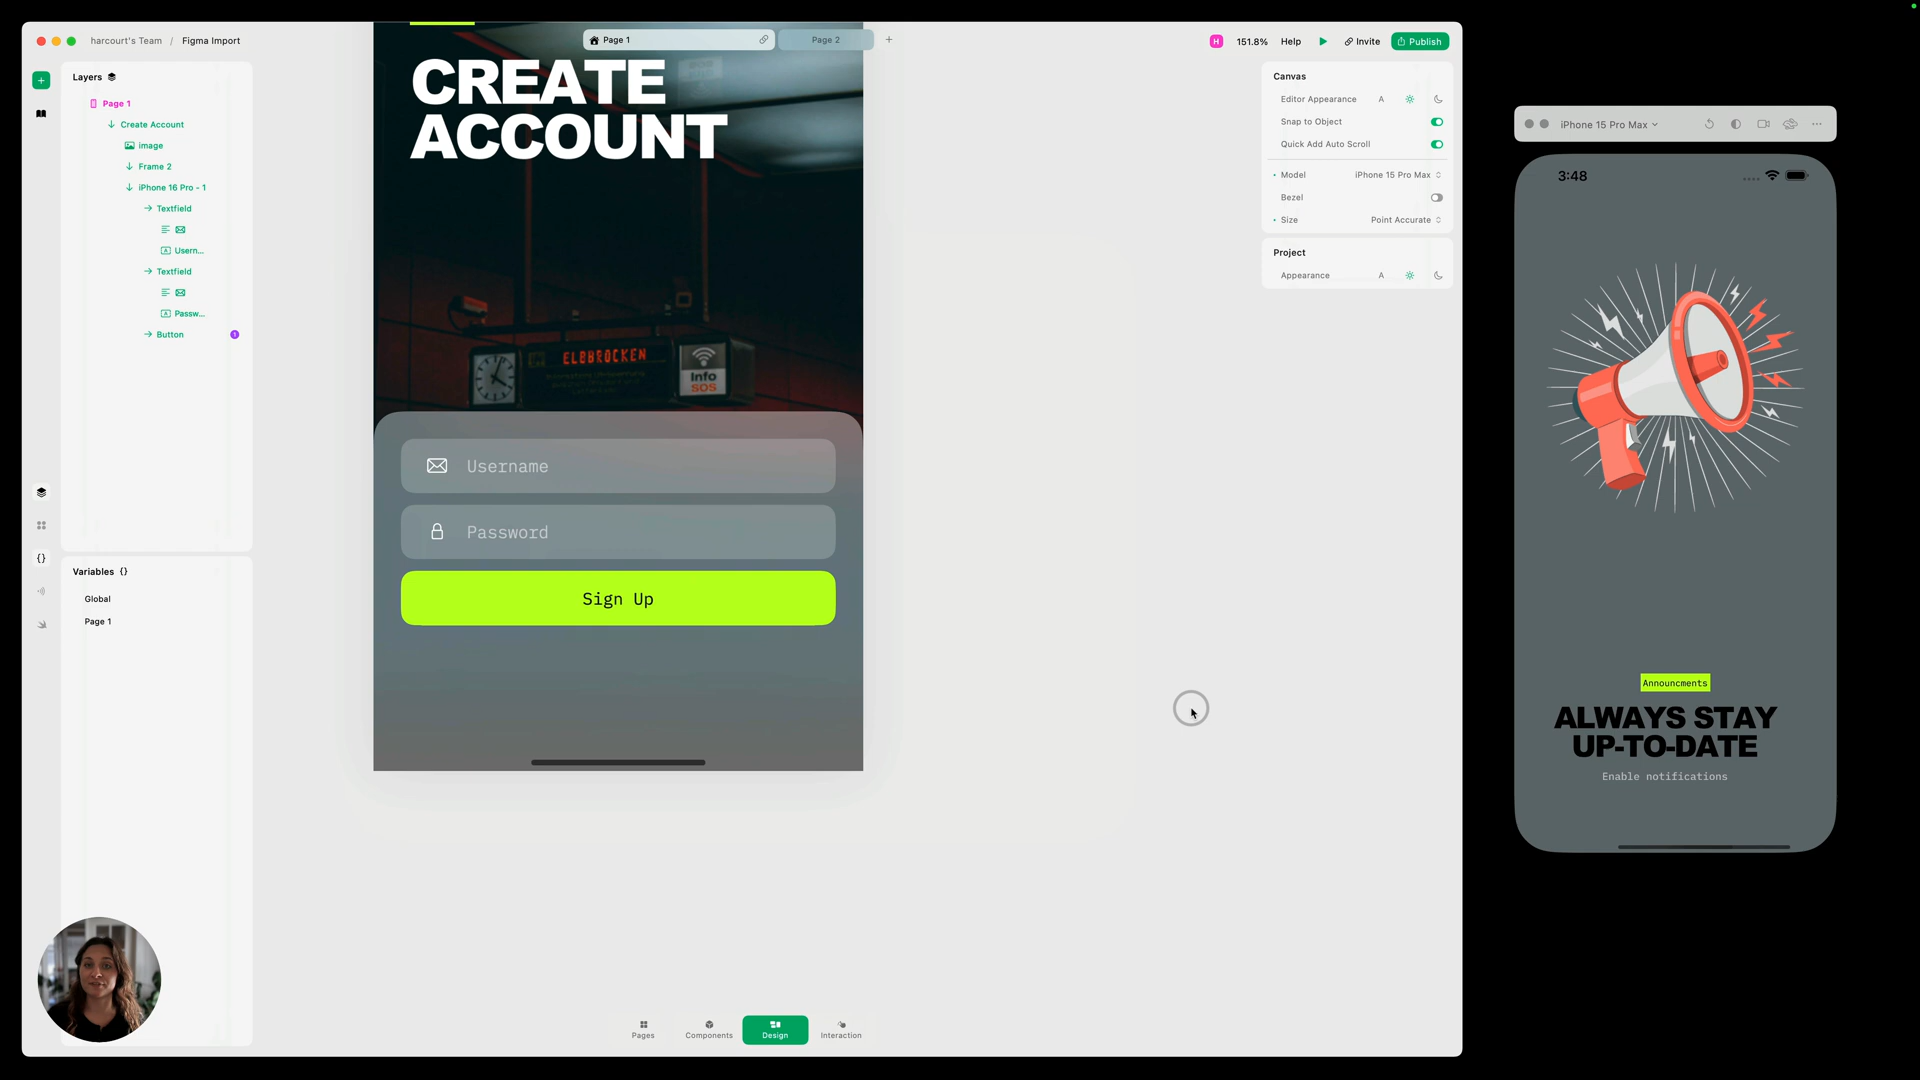 harcourt's Team / Figma Import
Page 1
Page 2
H
151.8%
Help
Invite
Publish
Layers
Page 1
Create Account
image
Frame 2
iPhone 16 Pro - 1
Textfield
Usern...
Textfield
Passw...
Button
1
Variables {}
Global
Page 1
CREATE
ACCOUNT
ELBBRÜCKEN
Info
SOS
Username
Password
Sign Up
Pages
Components
Design
Interaction
Canvas
Editor Appearance A
Snap to Object
Quick Add Auto Scroll
Model iPhone 15 Pro Max
Bezel
Size Point Accurate
Project
Appearance A
iPhone 15 Pro Max
3:48
Announcments
ALWAYS STAY
UP-TO-DATE
Enable notifications